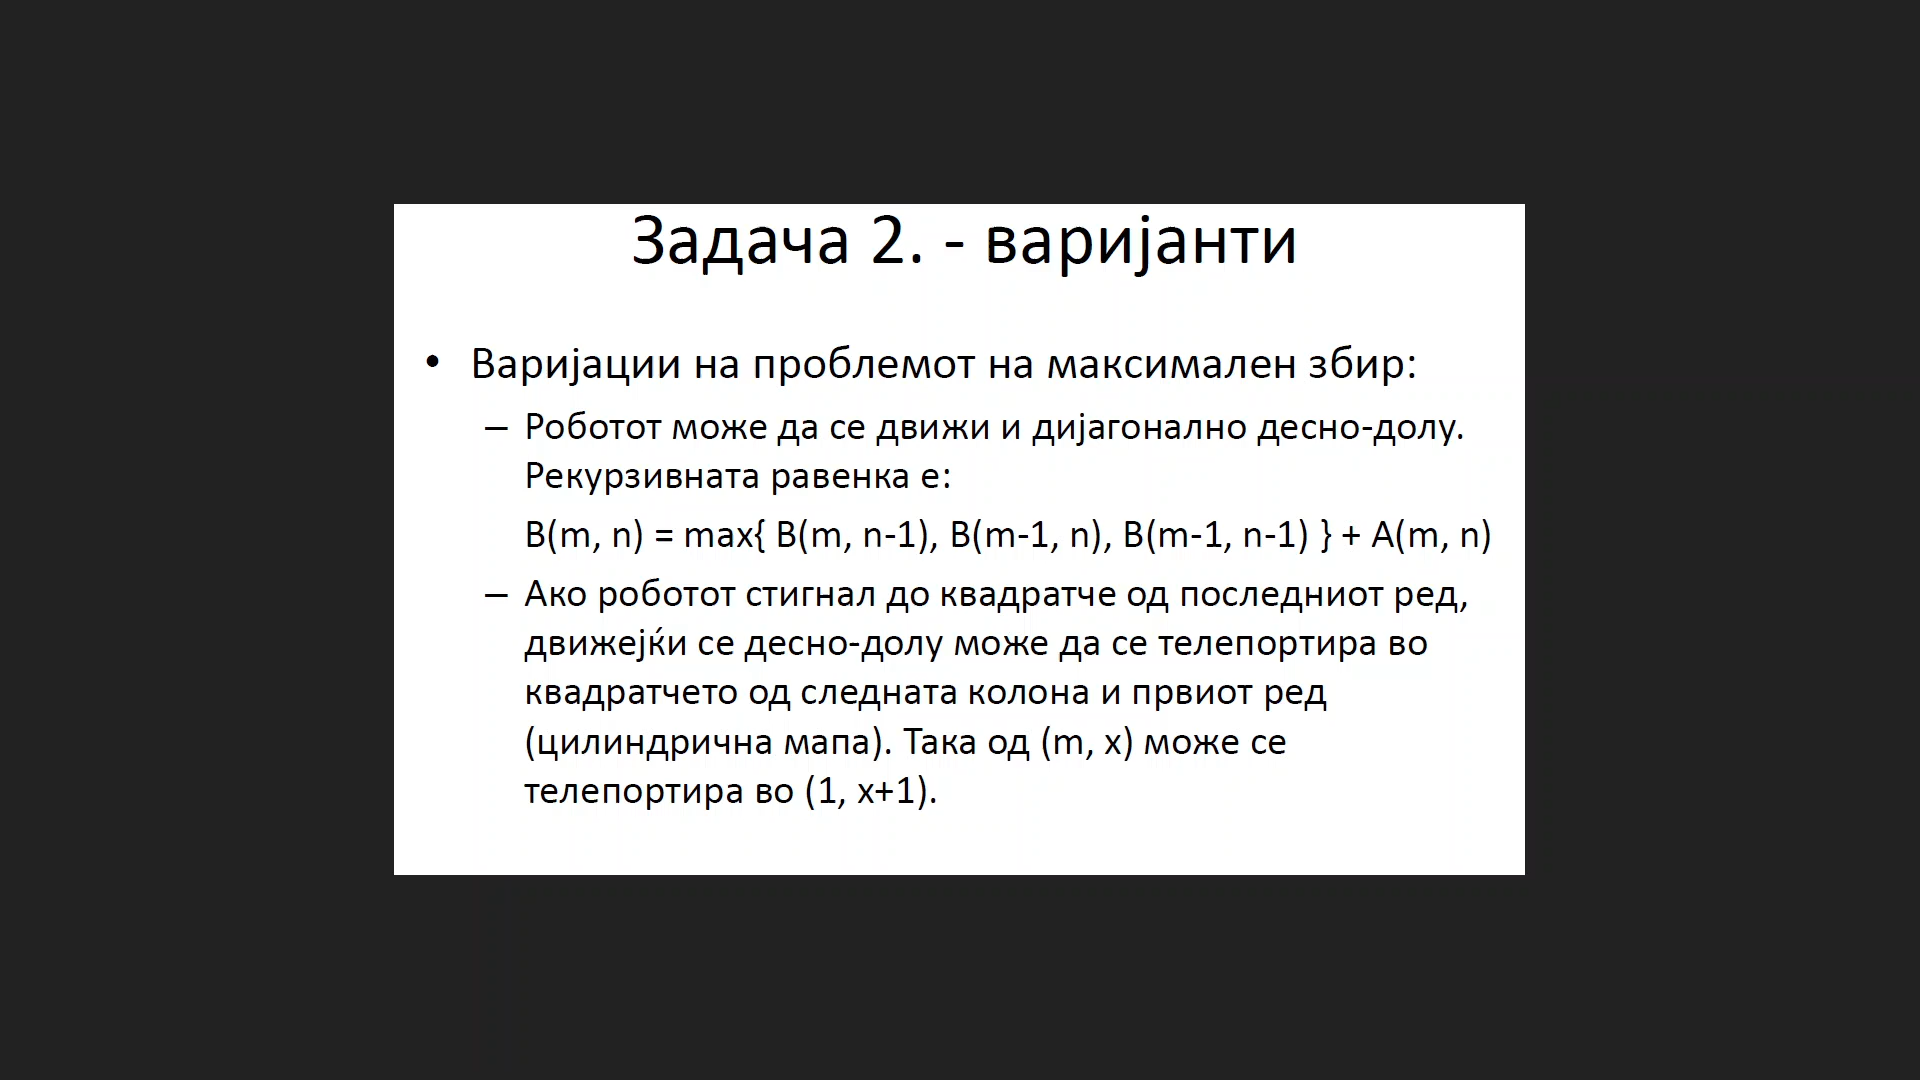 Задача 2. - варијанти
• Варијации на проблемот на максимален збир:
– Роботот може да се движи и дијагонално десно-долу.
Рекурзивната равенка е:
B(m, n) = max{ B(m, n-1), B(m-1, n), B(m-1, n-1) } + A(m, n)
– Ако роботот стигнал до квадратче од последниот ред,
движејќи се десно-долу може да се телепортира во
квадратчето од следната колона и првиот ред
(цилиндрична мапа). Така од (m, x) може се
телепортира во (1, x+1).